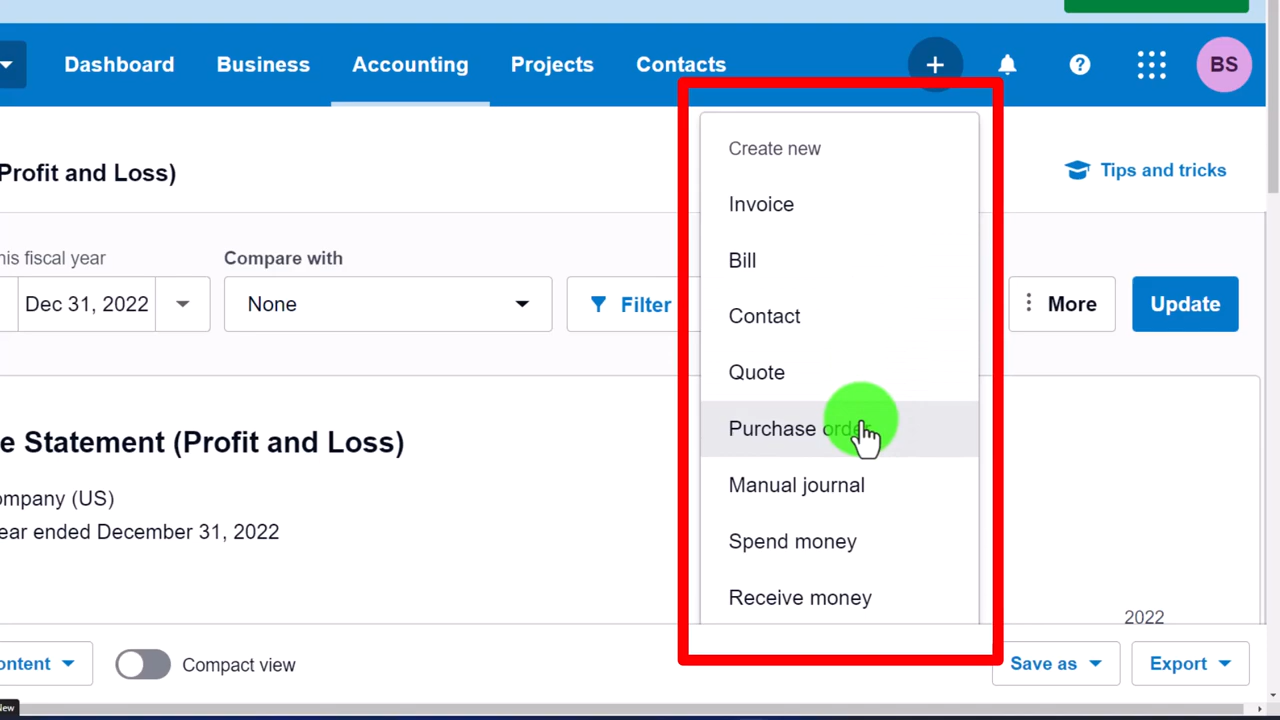 Dashboard Business Accounting Projects Contacts + ? BS
Profit and Loss)
Tips and tricks
his fiscal year
Compare with
Dec 31, 2022
None
Filter
More
Update
Create new
Invoice
Bill
Contact
Quote
Purchase order
Manual journal
Spend money
Receive money
e Statement (Profit and Loss)
ompany (US)
ear ended December 31, 2022
2022
ontent
Compact view
Save as
Export
New